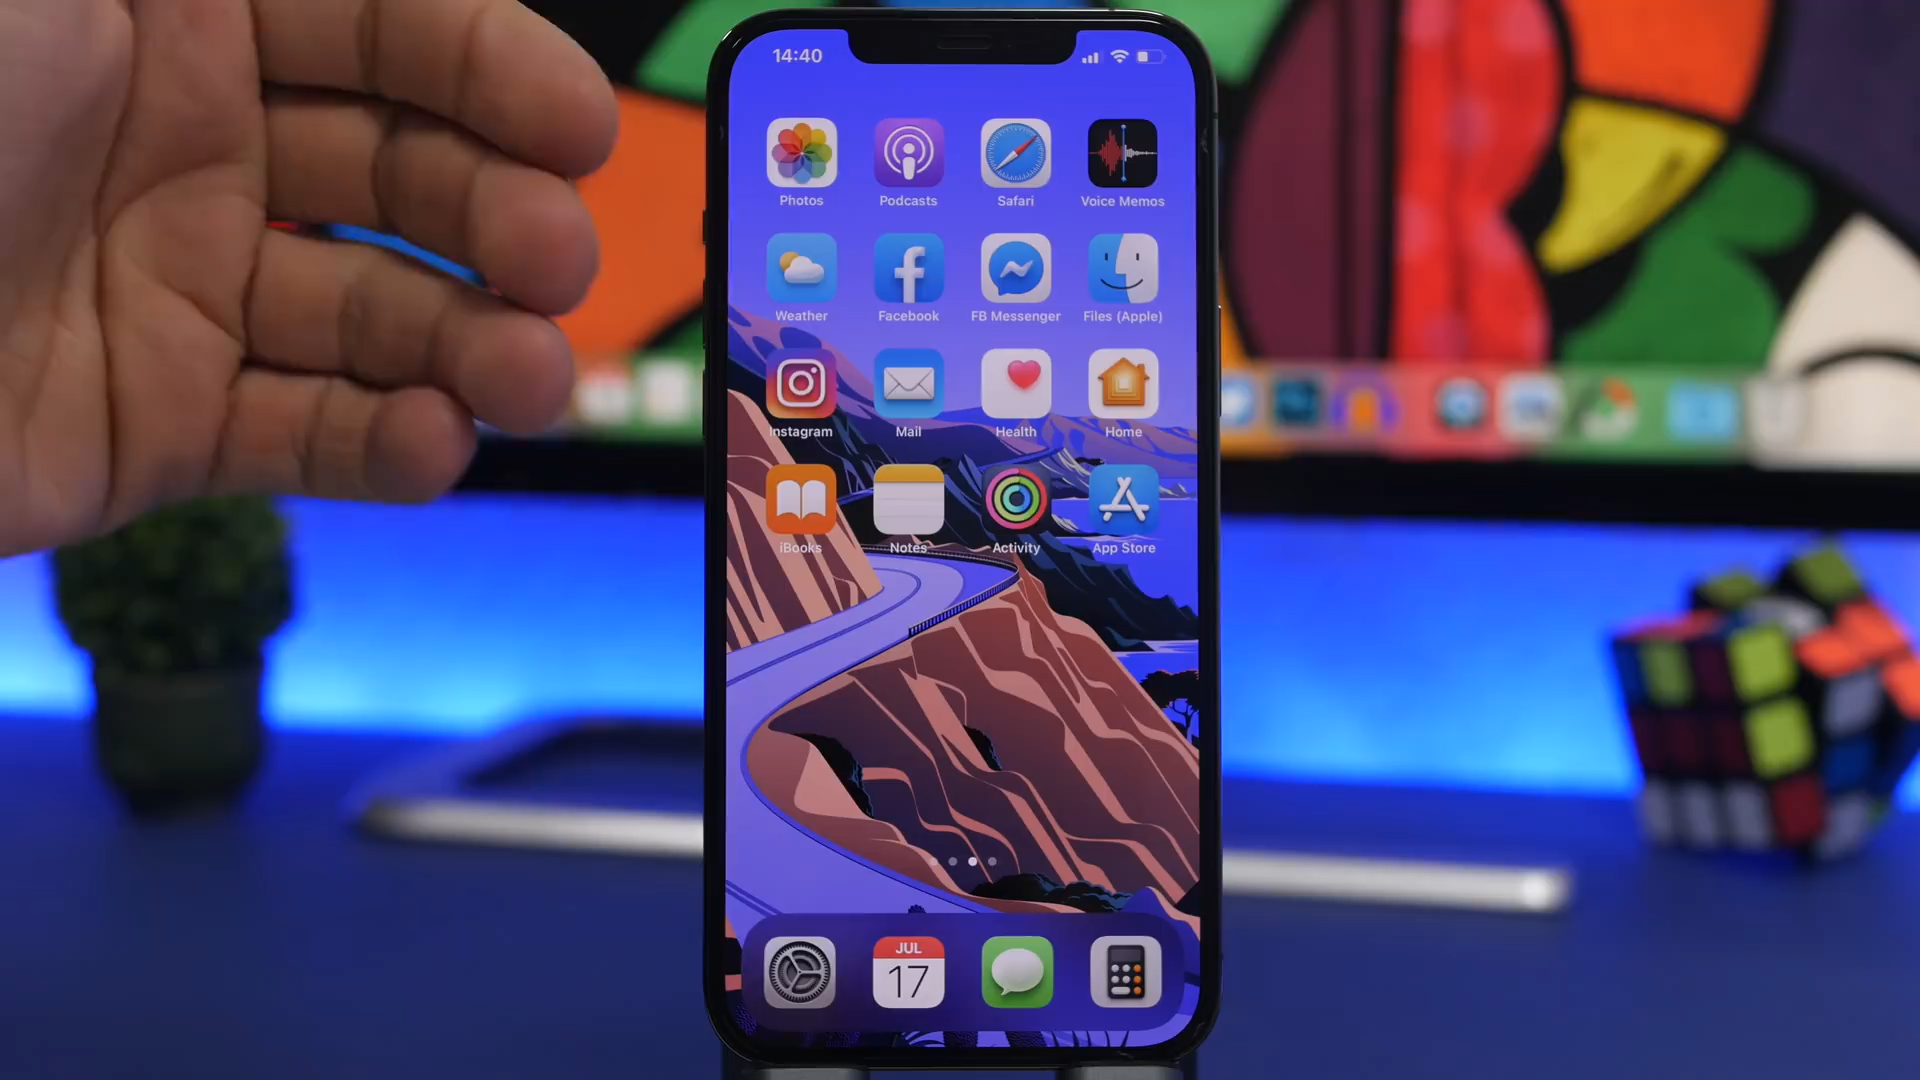 14:40
Photos Podcasts Safari Voice Memos
Weather Facebook FB Messenger Files (Apple)
Instagram Mail Health Home
iBooks Notes Activity App Store
JUL
17